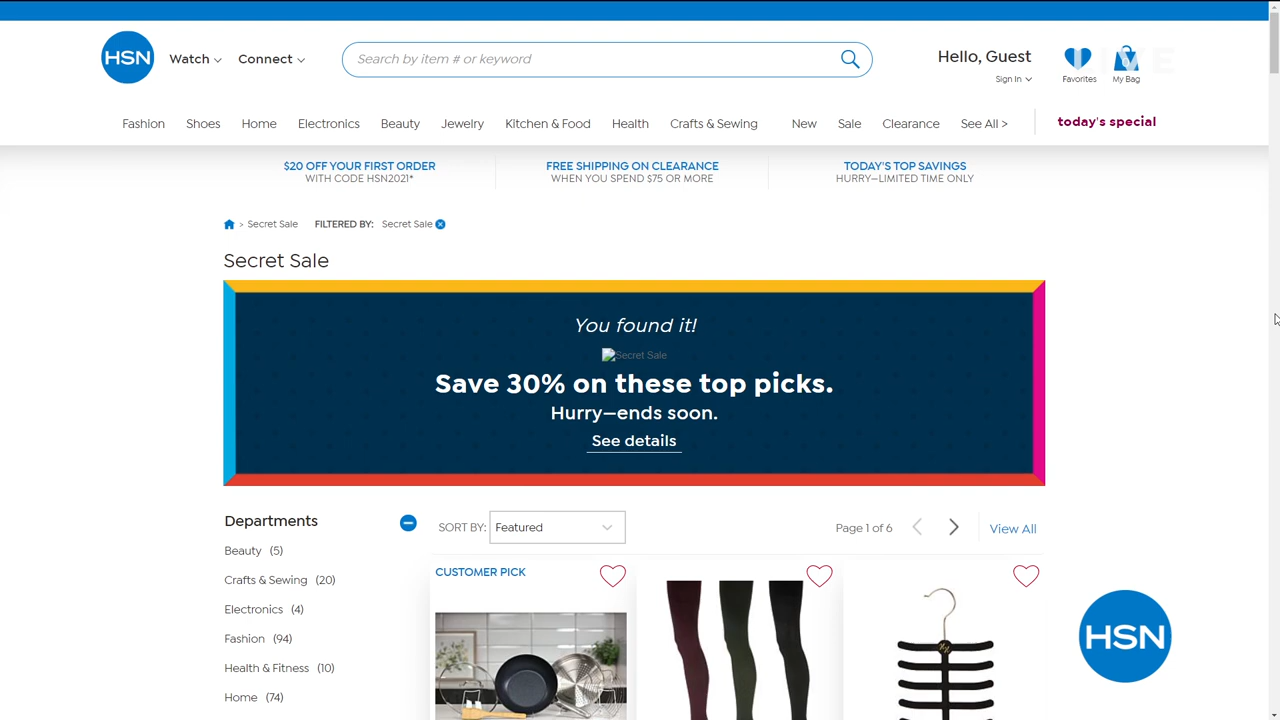 HSN
Watch
Connect
Search by item # or keyword
Hello, Guest
Sign In
Favorites
My Bag
Fashion
Shoes
Home
Electronics
Beauty
Jewelry
Kitchen & Food
Health
Crafts & Sewing
New
Sale
Clearance
See All >
today's special
$20 OFF YOUR FIRST ORDER
WITH CODE HSN2021*
FREE SHIPPING ON CLEARANCE
WHEN YOU SPEND $75 OR MORE
TODAY'S TOP SAVINGS
HURRY—LIMITED TIME ONLY
> Secret Sale
FILTERED BY:
Secret Sale
Secret Sale
You found it!
Secret Sale
Save 30% on these top picks.
Hurry—ends soon.
See details
Departments
Beauty (5)
Crafts & Sewing (20)
Electronics (4)
Fashion (94)
Health & Fitness (10)
Home (74)
SORT BY:
Featured
Page 1 of 6
View All
CUSTOMER PICK
HSN